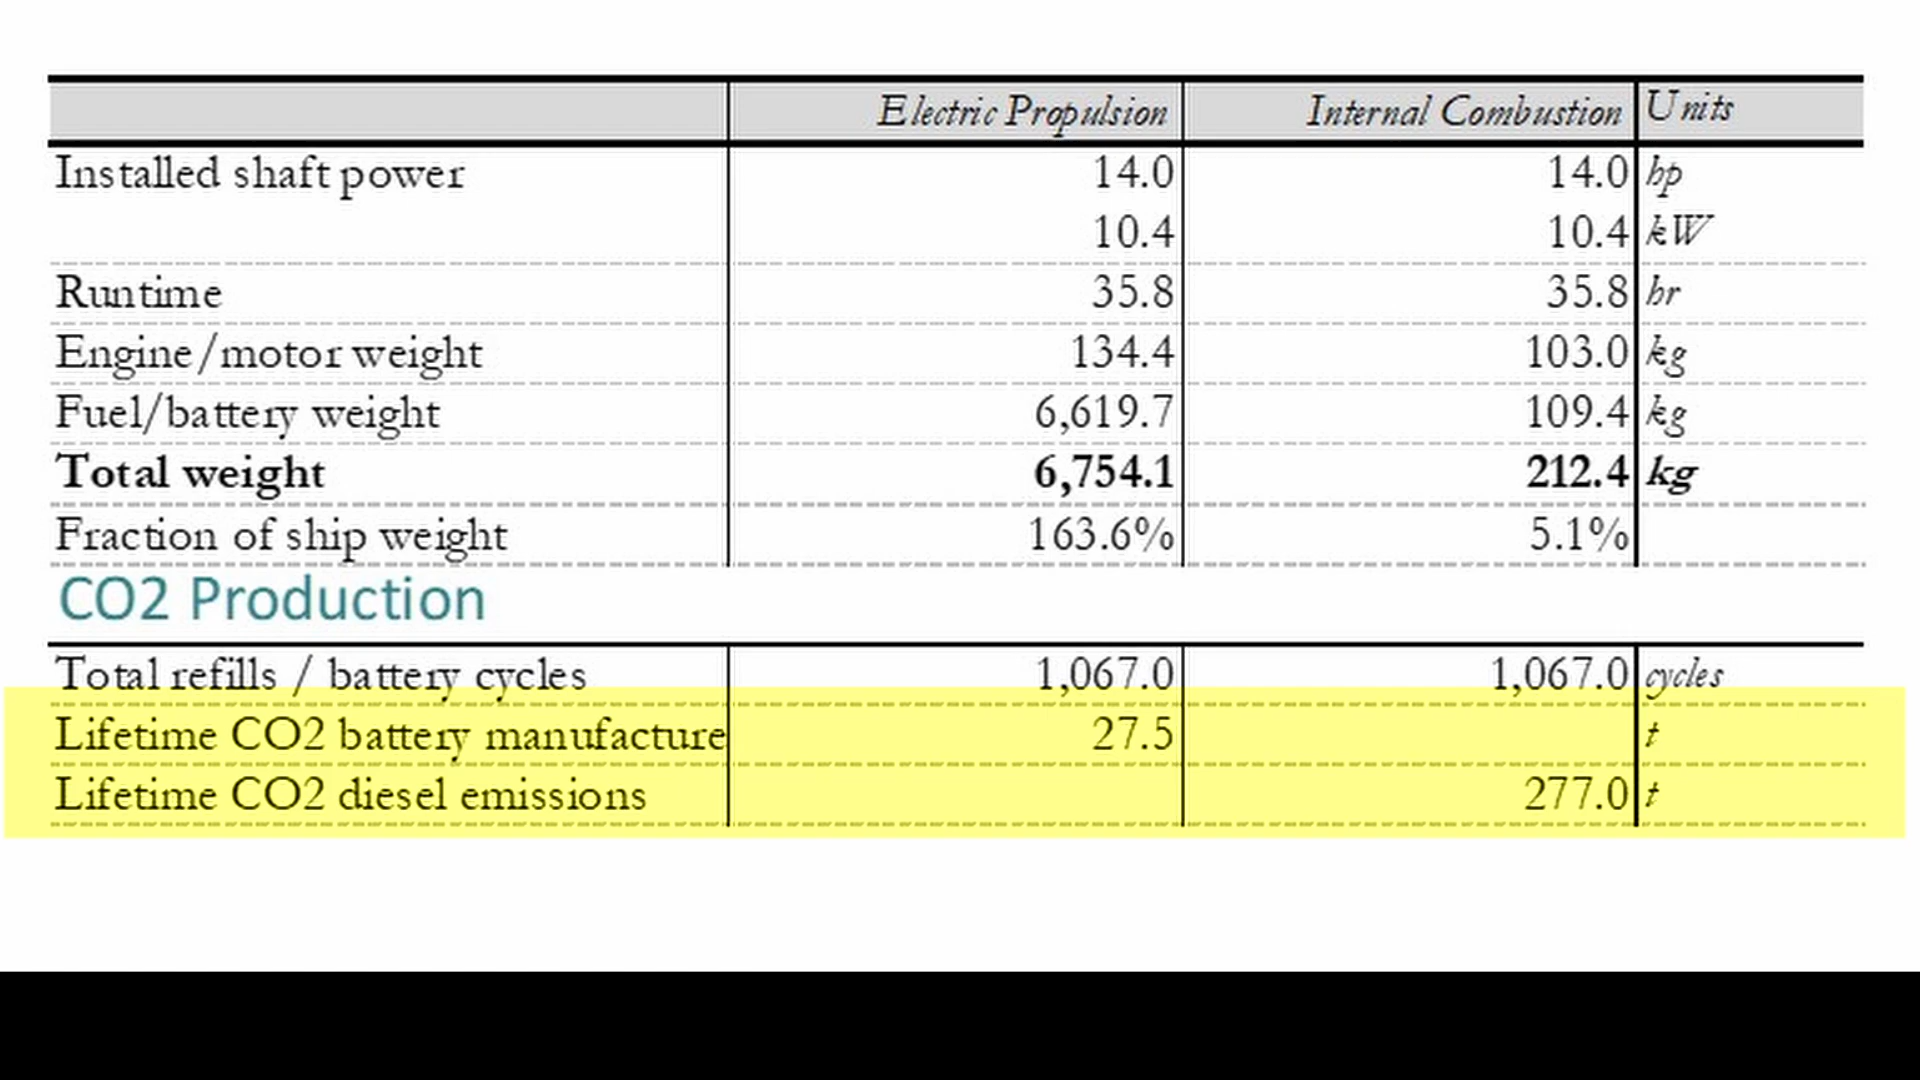 Electric Propulsion Internal Combustion Units
Installed shaft power 14.0 14.0 hp
10.4 10.4 kW
Runtime 35.8 35.8 hr
Engine/motor weight 134.4 103.0 kg
Fuel/battery weight 6,619.7 109.4 kg
Total weight 6,754.1 212.4 kg
Fraction of ship weight 163.6% 5.1%
CO2 Production
Total refills / battery cycles 1,067.0 1,067.0 cycles
Lifetime CO2 battery manufacture 27.5 t
Lifetime CO2 diesel emissions 277.0 t